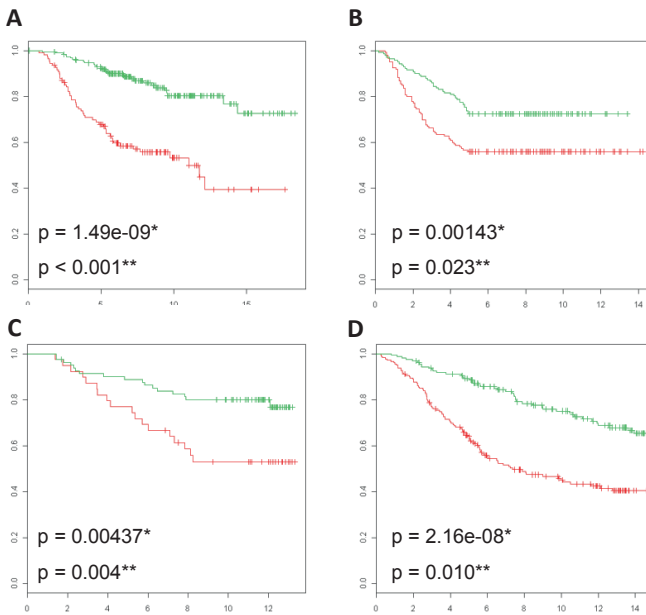 A
1.0
0.8
0.6
0.4
0.2
0.0
p = 1.49e-09*
p < 0.001**
0 5 10 15
B
1.0
0.8
0.6
0.4
0.2
0.0
p = 0.00143*
p = 0.023**
0 2 4 6 8 10 12 14
C
1.0
0.8
0.6
0.4
0.2
0.0
p = 0.00437*
p = 0.004**
0 2 4 6 8 10 12
D
1.0
0.8
0.6
0.4
0.2
0.0
p = 2.16e-08*
p = 0.010**
0 2 4 6 8 10 12 14